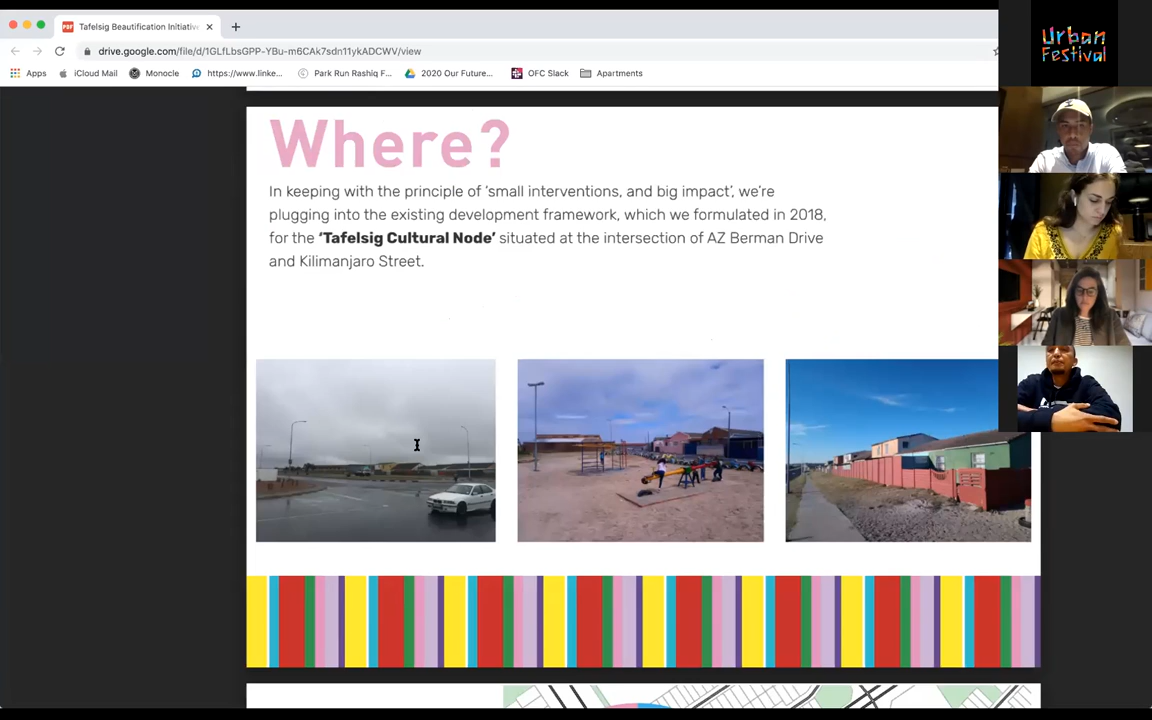 Tafelsig Beautification Initiativ
drive.google.com/file/d/1GLfLbsGPP-YBu-m6CAk7sdn11ykADCWV/view
Apps iCloud Mail Monocle https://www.linke... Park Run Rashiq F... 2020 Our Future... OFC Slack Apartments
Urban
Festival
Where?
In keeping with the principle of ‘small interventions, and big impact’, we’re
plugging into the existing development framework, which we formulated in 2018,
for the ‘Tafelsig Cultural Node’ situated at the intersection of AZ Berman Drive
and Kilimanjaro Street.